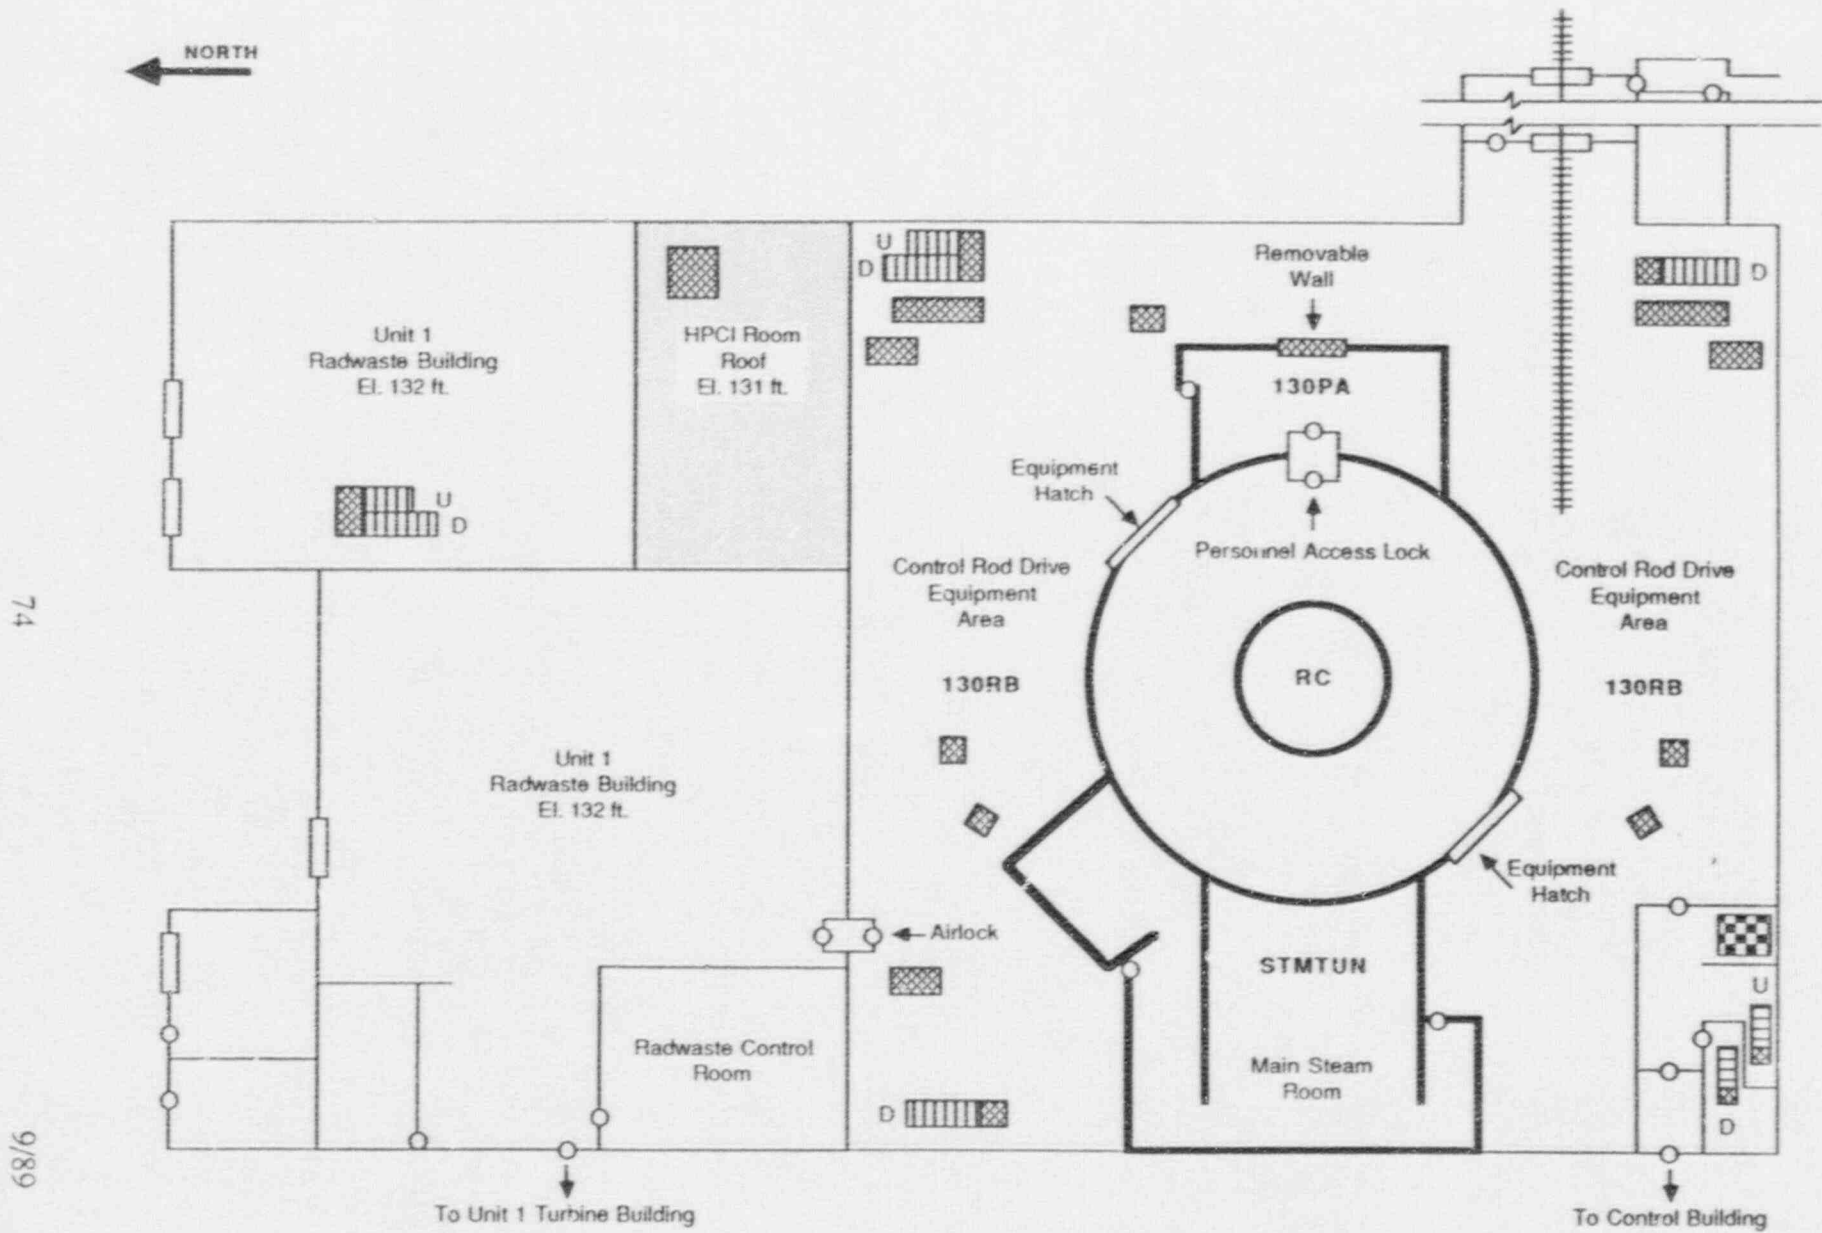 NORTH
U
D
Removable
Wall
D
Unit 1
Radwaste Building
El. 132 ft.
HPCI Room
Roof
El. 131 ft.
130PA
U
D
Equipment
Hatch
Personnel Access Lock
Control Rod Drive
Equipment
Area
Control Rod Drive
Equipment
Area
RC
130RB
130RB
Unit 1
Radwaste Building
El. 132 ft.
Equipment
Hatch
Airlock
STMTUN
U
Radwaste Control
Room
Main Steam
Room
D
D
To Unit 1 Turbine Building
To Control Building
74
9/89